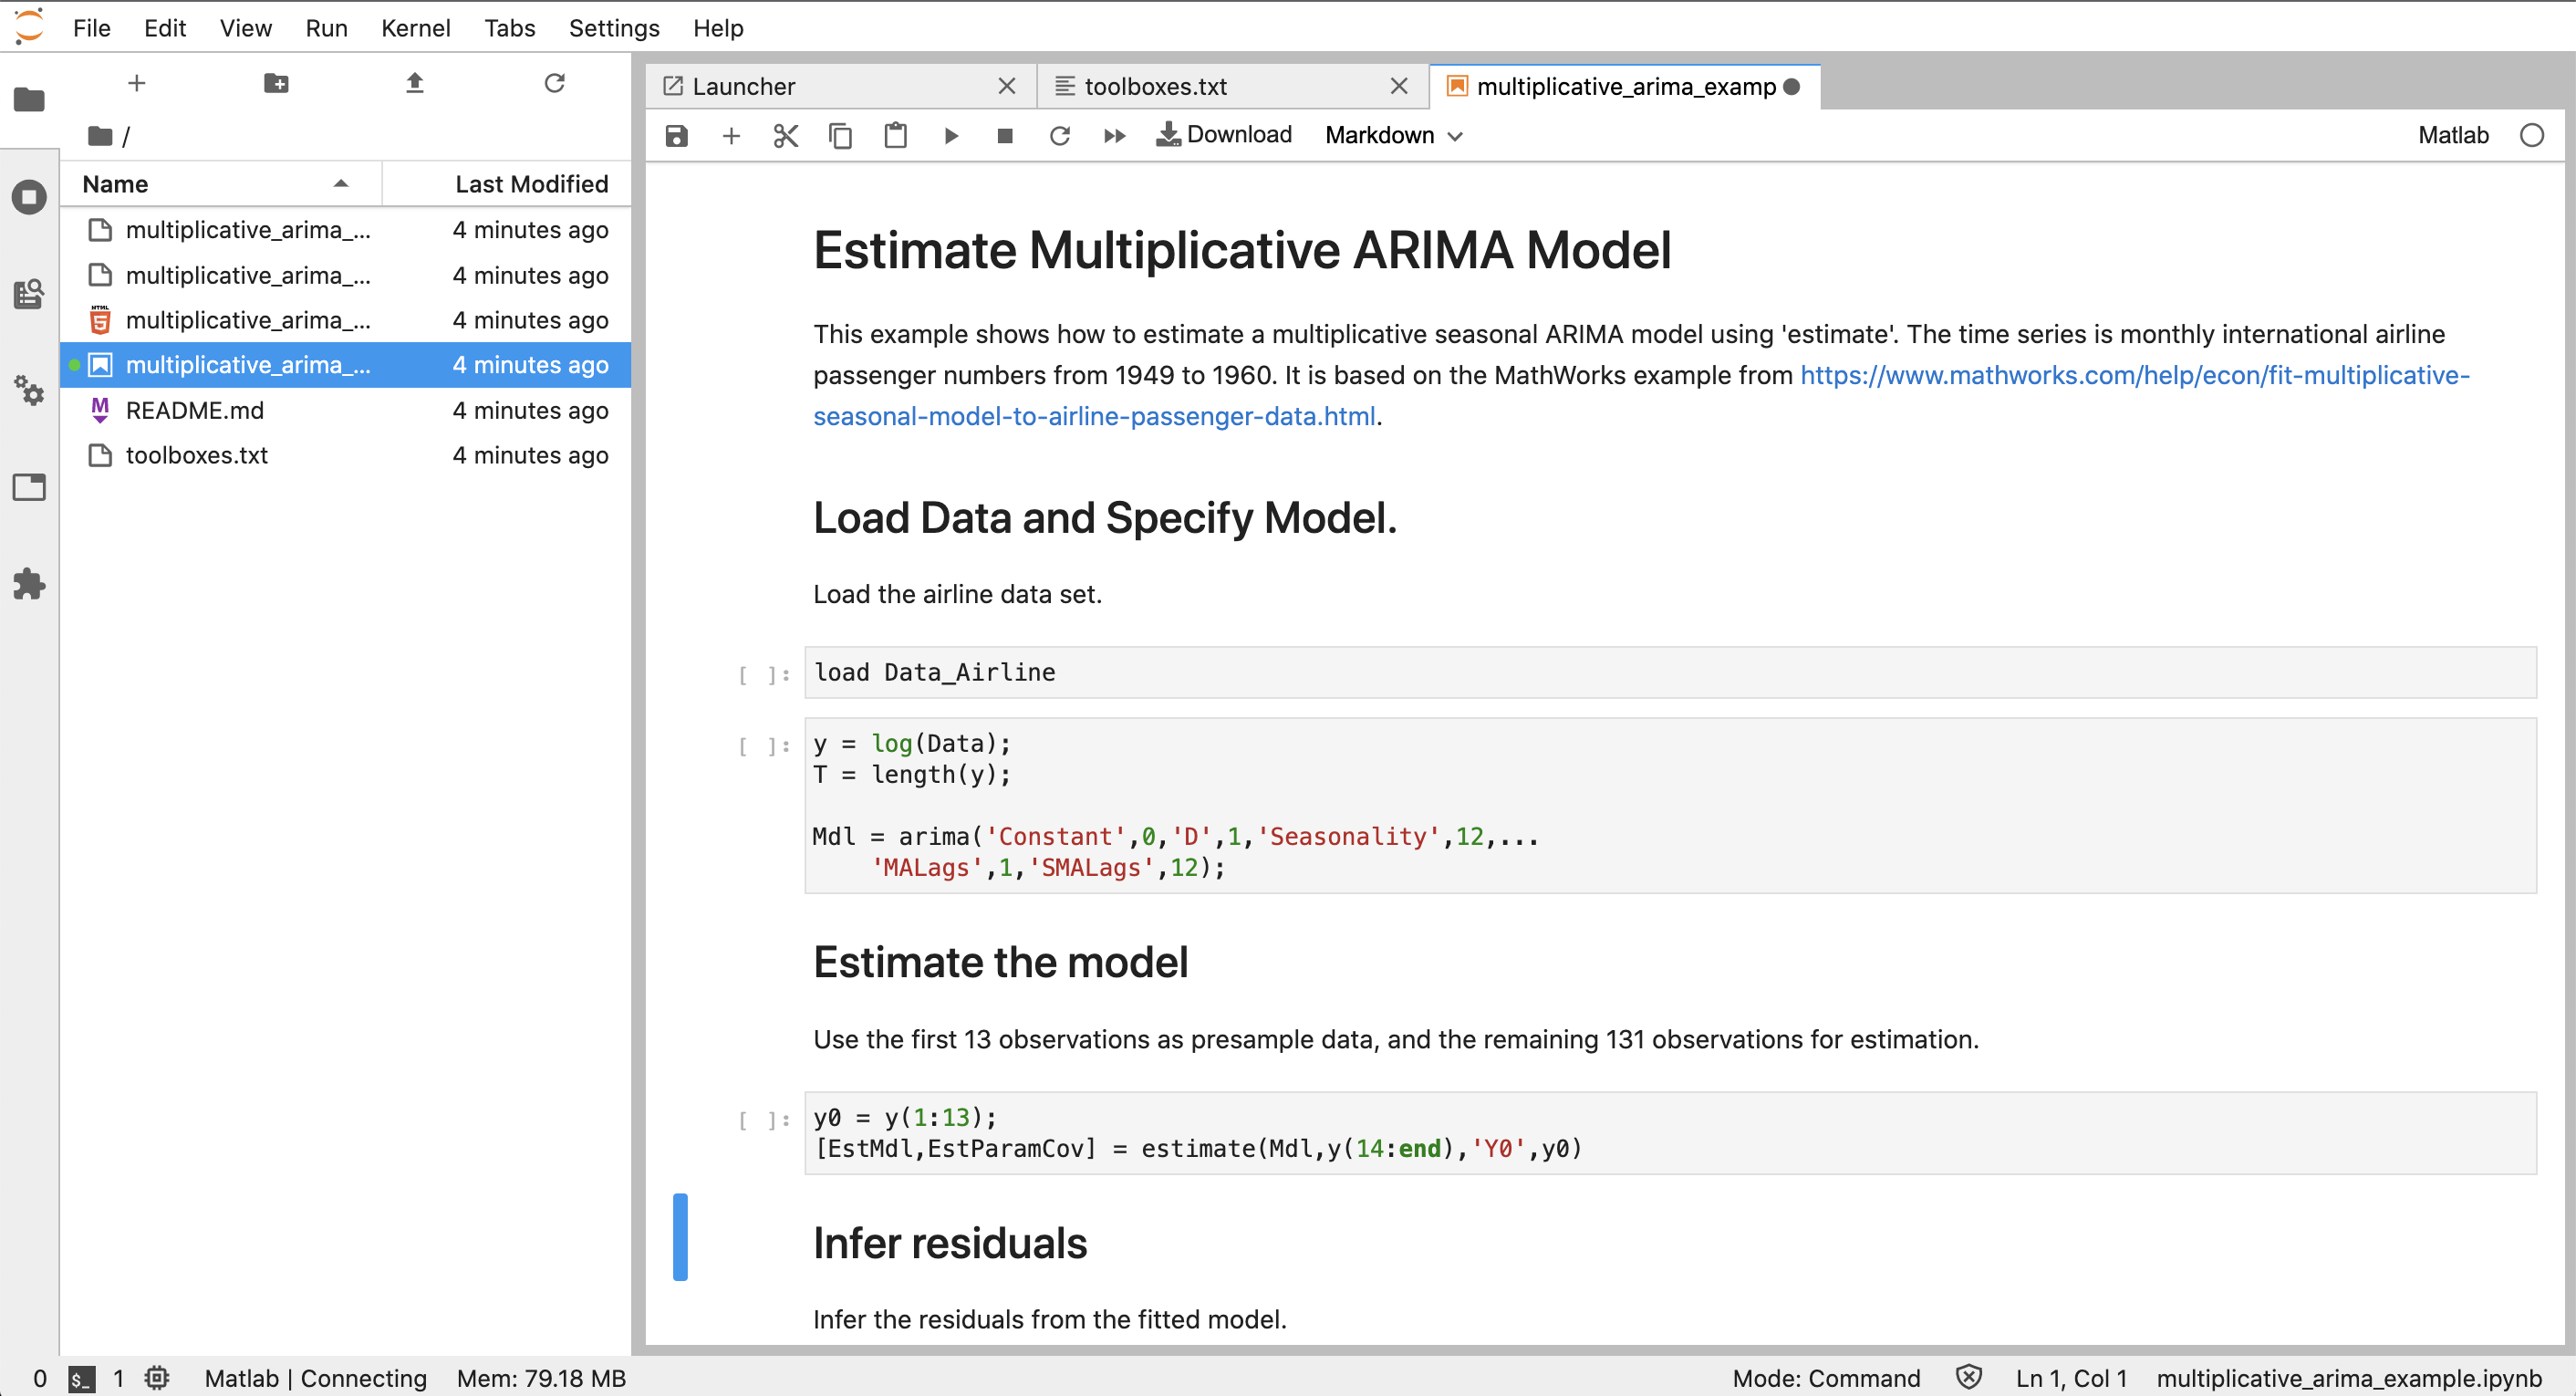 File Edit View Run Kernel Tabs Settings Help
/
Name Last Modified
multiplicative_arima_... 4 minutes ago
multiplicative_arima_... 4 minutes ago
multiplicative_arima_... 4 minutes ago
multiplicative_arima_... 4 minutes ago
README.md 4 minutes ago
toolboxes.txt 4 minutes ago
Launcher toolboxes.txt multiplicative_arima_examp
Download Markdown Matlab
Estimate Multiplicative ARIMA Model
This example shows how to estimate a multiplicative seasonal ARIMA model using 'estimate'. The time series is monthly international airline
passenger numbers from 1949 to 1960. It is based on the MathWorks example from https://www.mathworks.com/help/econ/fit-multiplicative-
seasonal-model-to-airline-passenger-data.html.
Load Data and Specify Model.
Load the airline data set.
[ ]: load Data_Airline
[ ]: y = log(Data);
T = length(y);
Mdl = arima('Constant',0,'D',1,'Seasonality',12,...
'MALags',1,'SMALags',12);
Estimate the model
Use the first 13 observations as presample data, and the remaining 131 observations for estimation.
[ ]: y0 = y(1:13);
[EstMdl,EstParamCov] = estimate(Mdl,y(14:end),'Y0',y0)
Infer residuals
Infer the residuals from the fitted model.
0 $_ 1 Matlab | Connecting Mem: 79.18 MB Mode: Command Ln 1, Col 1 multiplicative_arima_example.ipynb